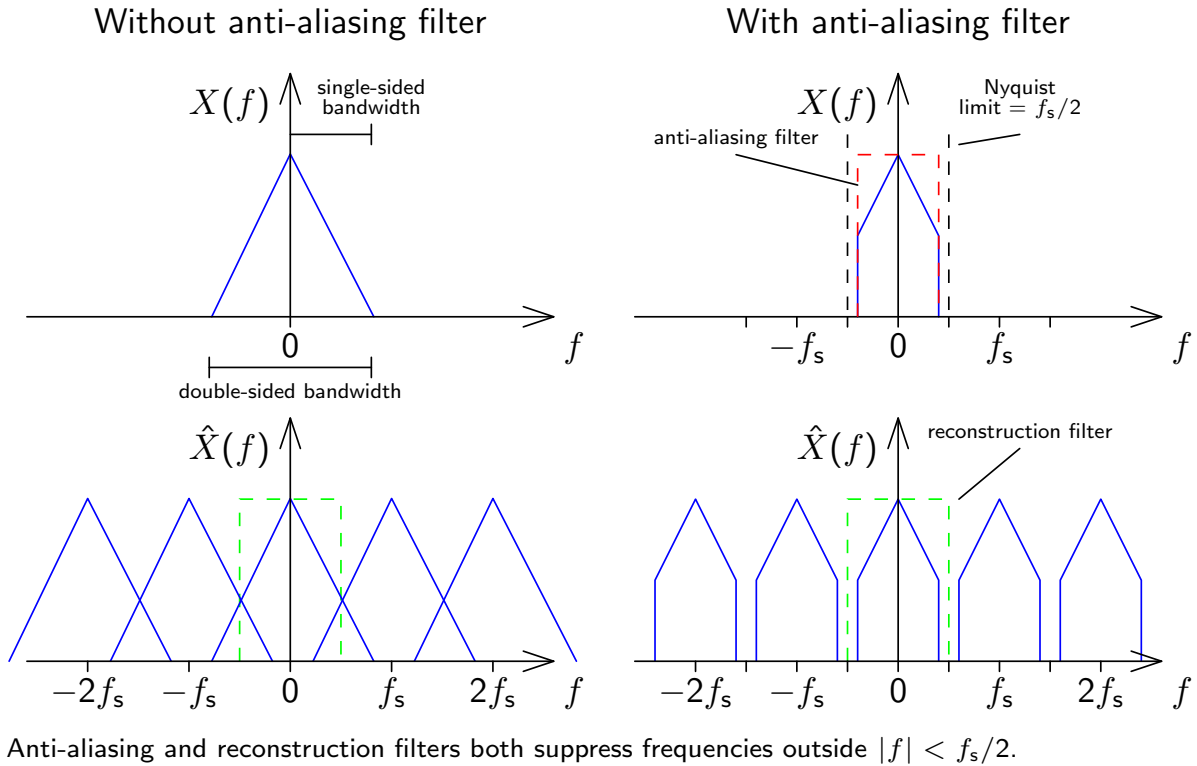 Without anti-aliasing filter
With anti-aliasing filter
X(f)
single-sided
bandwidth
0
f
double-sided bandwidth
X(f)
Nyquist
limit = fₛ/2
anti-aliasing filter
−fₛ
0
fₛ
f
X̂(f)
−2fₛ
−fₛ
0
fₛ
2fₛ
f
X̂(f)
reconstruction filter
−2fₛ
−fₛ
0
fₛ
2fₛ
f
Anti-aliasing and reconstruction filters both suppress frequencies outside |f| < fₛ/2.